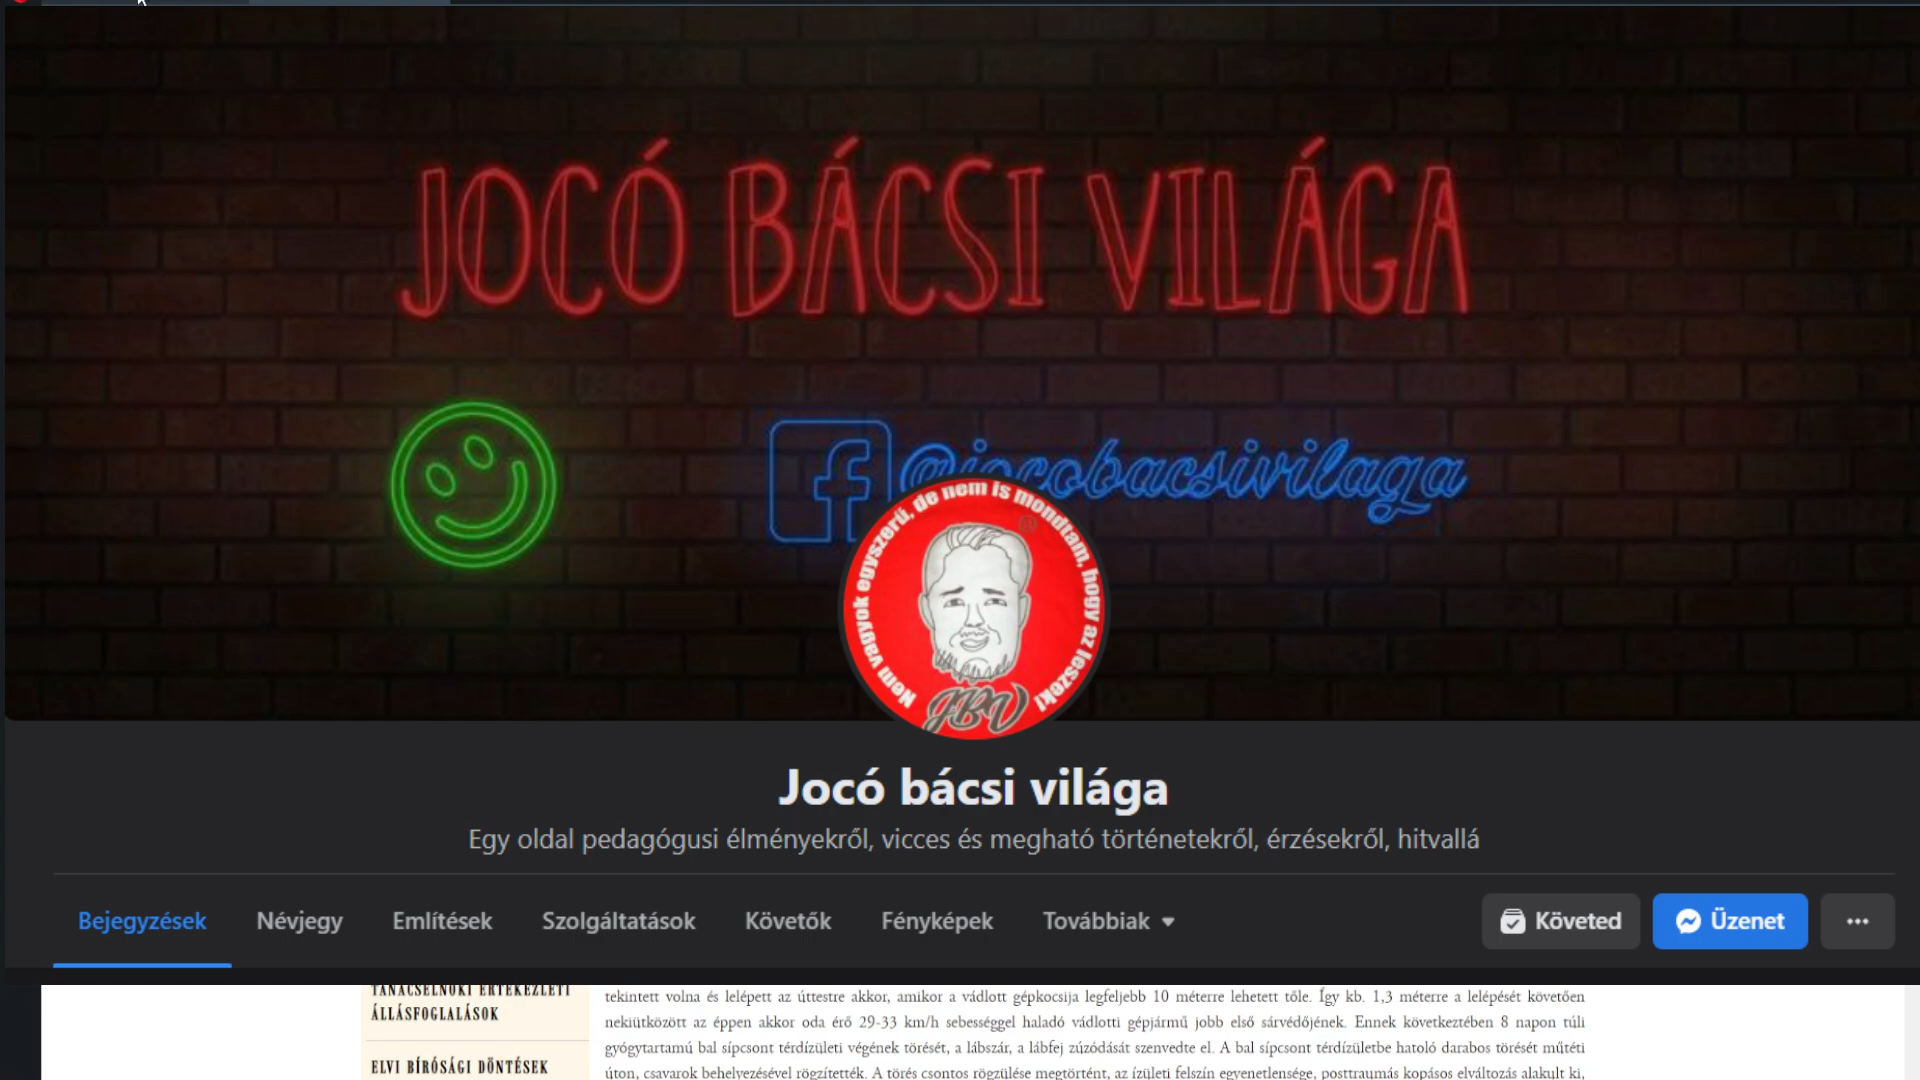 JOCÓ BÁCSI VILÁGA
@jocobacsivilaga
Nem vagyok egyszerű, de nem is mondtam, hogy az leszek!
JBV
Jocó bácsi világa
Egy oldal pedagógusi élményekről, vicces és megható történetekről, érzésekről, hitvallá
Bejegyzések Névjegy Említések Szolgáltatások Követők Fényképek Továbbiak Követed Üzenet
TANÁCSELNÖKI ÉRTEKEZLETI
ÁLLÁSFOGLALÁSOK
ELVI BÍRÓSÁGI DÖNTÉSEK
tekintett volna és lelépett az úttestre akkor, amikor a vádlott gépkocsija legfeljebb 10 méterre lehetett tőle. Így kb. 1,3 méterre a lelépését követően
nekiütközött az éppen akkor oda érő 29-33 km/h sebességgel haladó vádlotti gépjármű jobb első sárvédőjének. Ennek következtében 8 napon túli
gyógytartamú bal sípcsont térdízületi végének törését, a lábszár, a lábfej zúzódását szenvedte el. A bal sípcsont térdízületbe hatoló darabos törését műtéti
úton, csavarok behelyezésével rögzítették. A törés csontos rögzülése megtörtént, az ízületi felszín egyenetlensége, posttraumás kopásos elváltozás alakult ki,